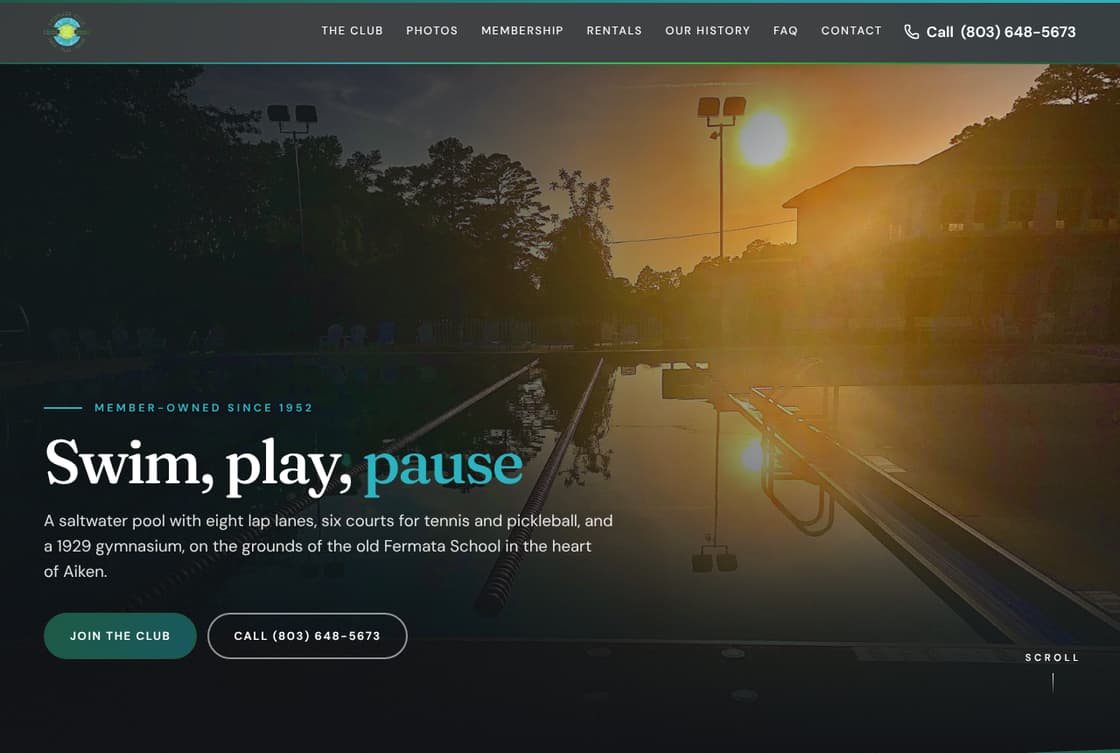 THE CLUB
PHOTOS
MEMBERSHIP
RENTALS
OUR HISTORY
FAQ
CONTACT
Call (803) 648-5673
MEMBER-OWNED SINCE 1952
Swim, play, pause
A saltwater pool with eight lap lanes, six courts for tennis and pickleball, and
a 1929 gymnasium, on the grounds of the old Fermata School in the heart
of Aiken.
JOIN THE CLUB
CALL (803) 648-5673
SCROLL